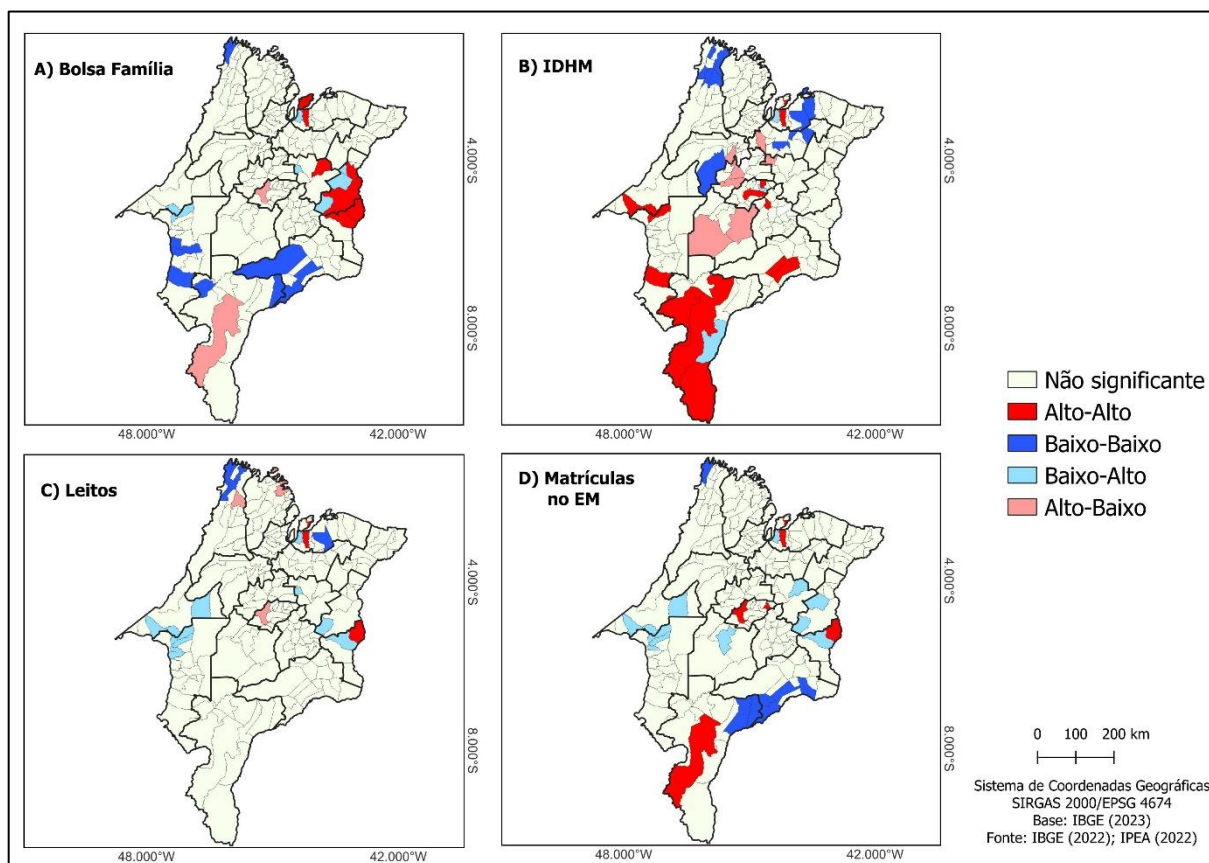 A) Bolsa Família
4.000°S
8.000°S
48.000°W
42.000°W
B) IDHM
4.000°S
8.000°S
48.000°W
42.000°W
C) Leitos
4.000°S
8.000°S
48.000°W
42.000°W
D) Matrículas
no EM
4.000°S
8.000°S
48.000°W
42.000°W
Não significante
Alto-Alto
Baixo-Baixo
Baixo-Alto
Alto-Baixo
0 100 200 km
Sistema de Coordenadas Geográficas
SIRGAS 2000/EPSG 4674
Base: IBGE (2023)
Fonte: IBGE (2022); IPEA (2022)